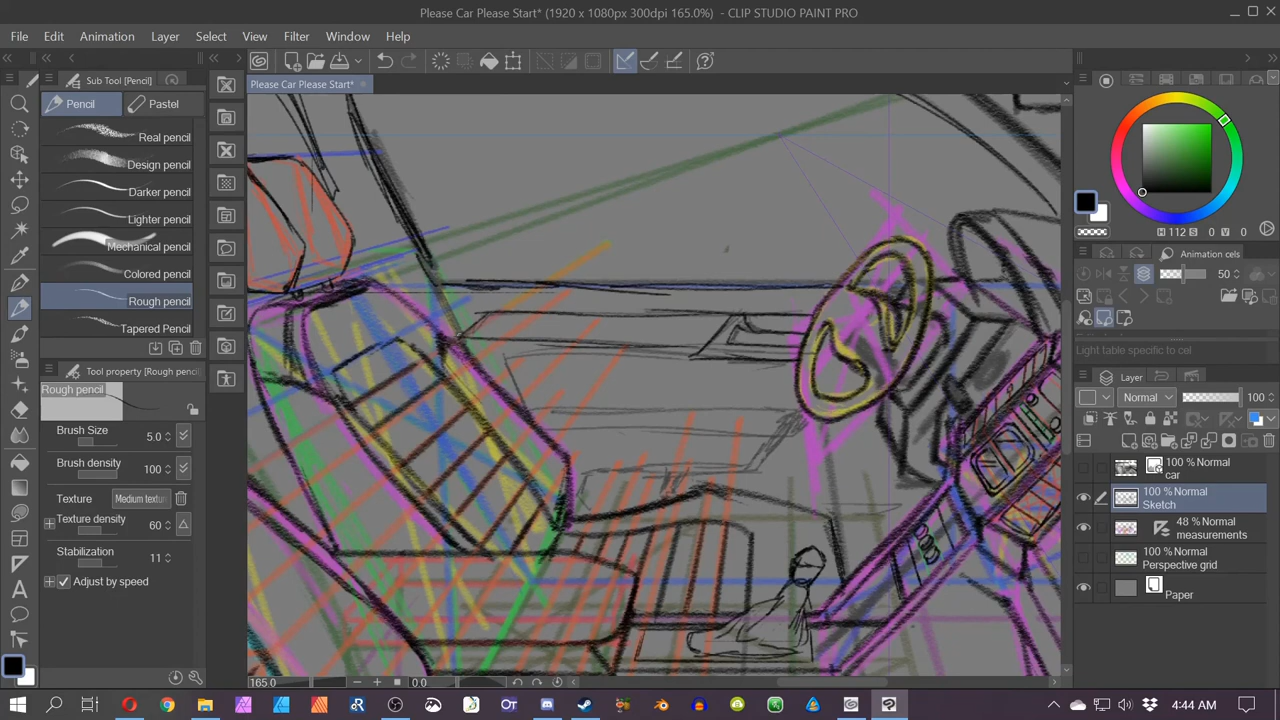 Please Car Please Start* (1920 x 1080px 300dpi 165.0%) - CLIP STUDIO PAINT PRO
File Edit Animation Layer Select View Filter Window Help
Sub Tool [Pencil]
Please Car Please Start*
Pencil Pastel
Real pencil
Design pencil
Darker pencil
Lighter pencil
Mechanical pencil
Colored pencil
Rough pencil
Tapered Pencil
Tool property [Rough pencil]
Rough pencil
Brush Size 5.0
Brush density 100
Texture Medium textur
Texture density 60
Stabilization 11
Adjust by speed
H 112 S 0 V 0
Animation cels
50
Light table specific to cel
Layer
Normal 100
100 % Normal
car
100 % Normal
Sketch
48 % Normal
measurements
100 % Normal
Perspective grid
Paper
165.0 0.0
4:44 AM